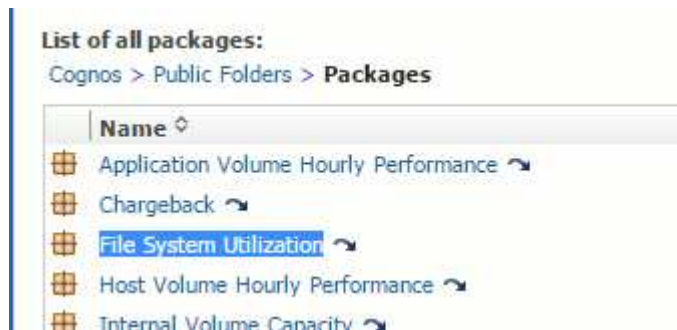 List of all packages:
Cognos > Public Folders > Packages
Name
Application Volume Hourly Performance
Chargeback
File System Utilization
Host Volume Hourly Performance
Internal Volume Capacity